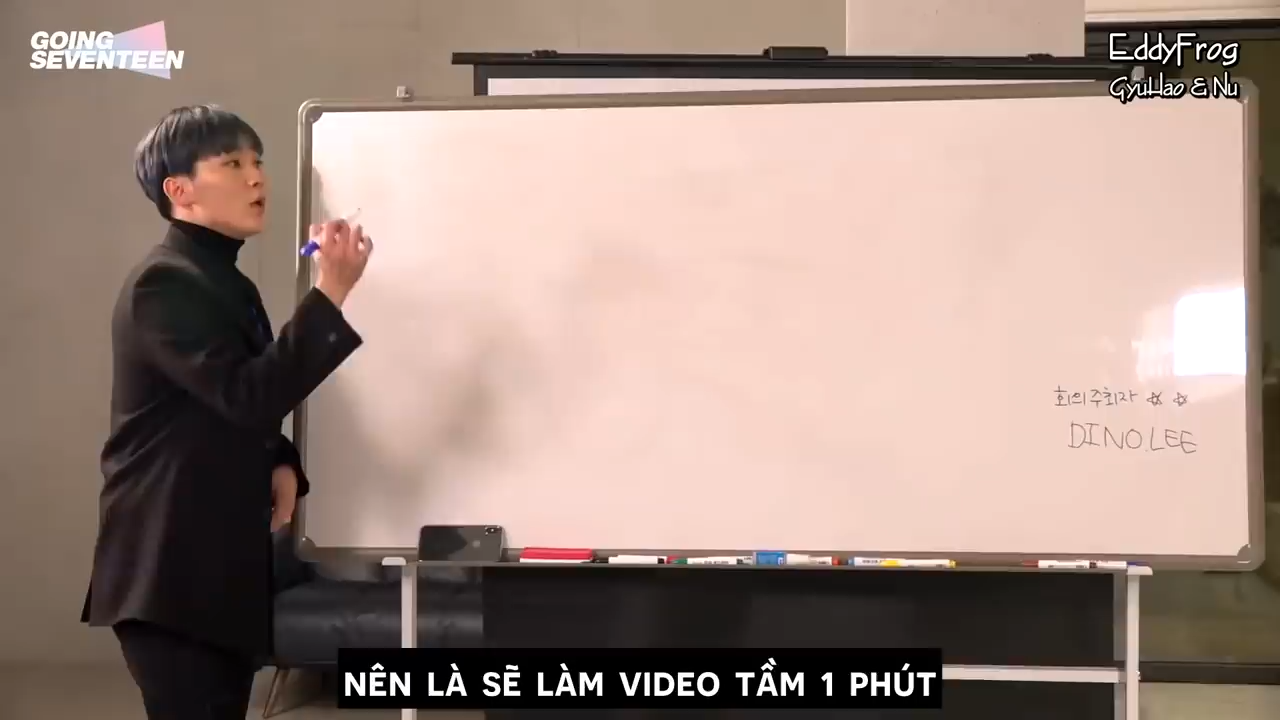 GOING
SEVENTEEN
EddyFrog
GyuHao & Nu
회의주최자 ☆ ☆
DINO.LEE
NÊN LÀ SẼ LÀM VIDEO TẦM 1 PHÚT